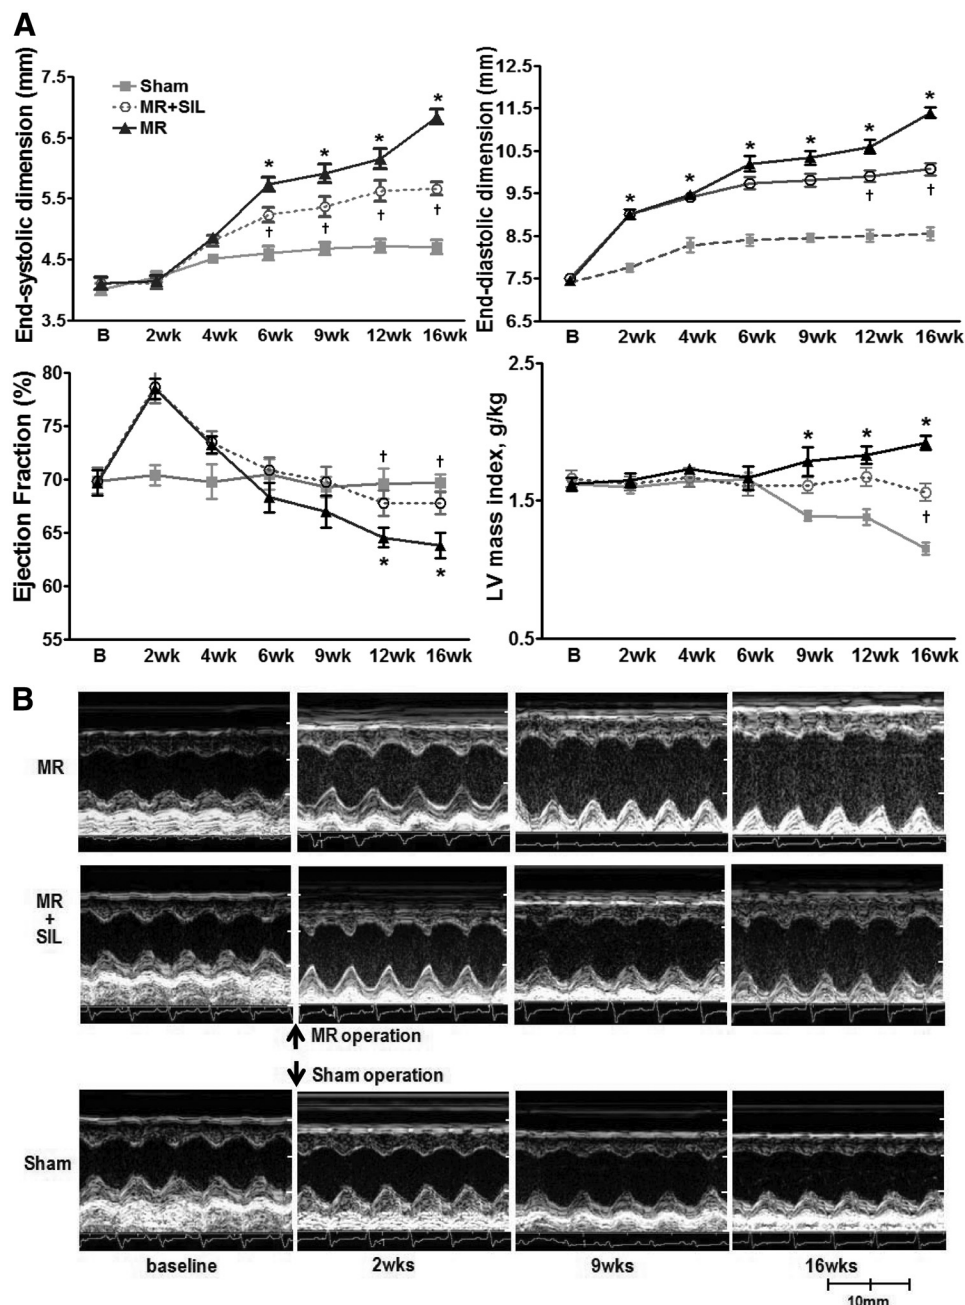 A
End-systolic dimension (mm)
7.5
6.5
5.5
4.5
3.5
Sham
MR+SIL
MR
*
*
*
*
†
†
†
†
B 2wk 4wk 6wk 9wk 12wk 16wk
End-diastolic dimension (mm)
12.5
11.5
10.5
9.5
8.5
7.5
6.5
*
*
*
*
*
*
†
†
B 2wk 4wk 6wk 9wk 12wk 16wk
Ejection Fraction (%)
80
75
70
65
60
55
†
†
*
*
B 2wk 4wk 6wk 9wk 12wk 16wk
LV mass index, g/kg
2.5
1.5
0.5
*
*
*
†
B 2wk 4wk 6wk 9wk 12wk 16wk
B
MR
MR
+
SIL
MR operation
Sham operation
Sham
baseline 2wks 9wks 16wks
10mm